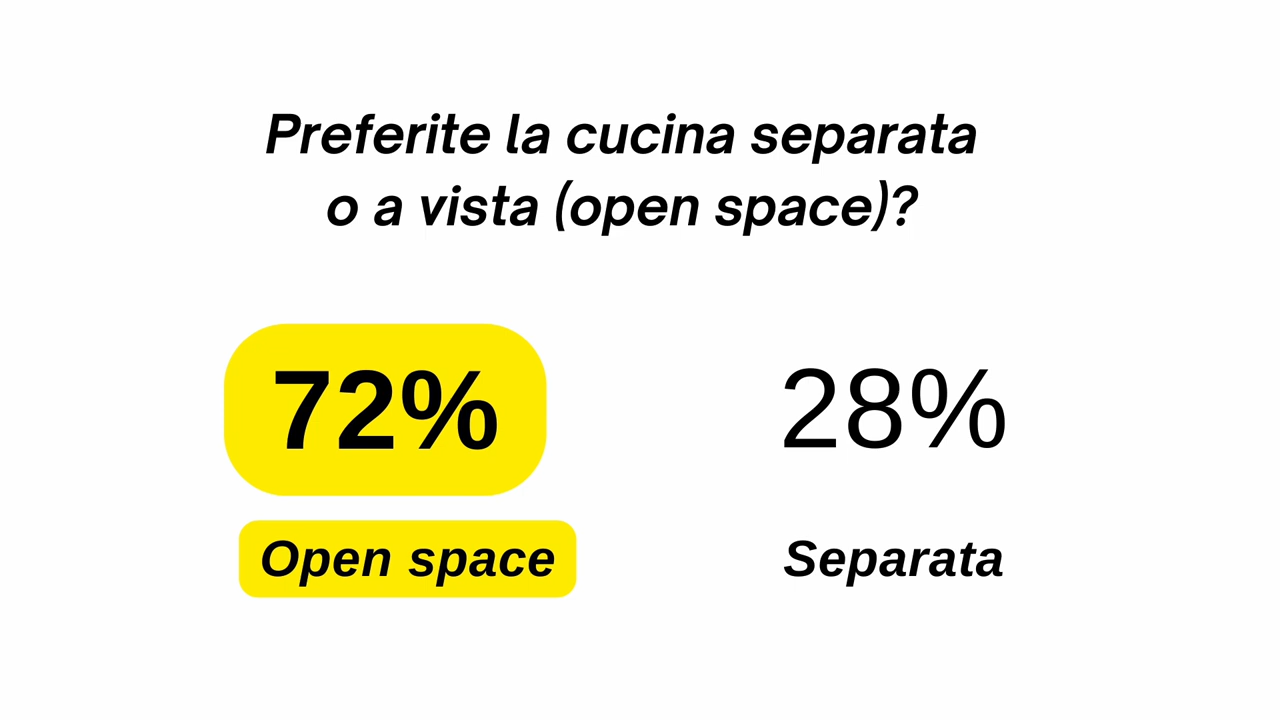 Preferite la cucina separata
o a vista (open space)?
72%
28%
Open space
Separata